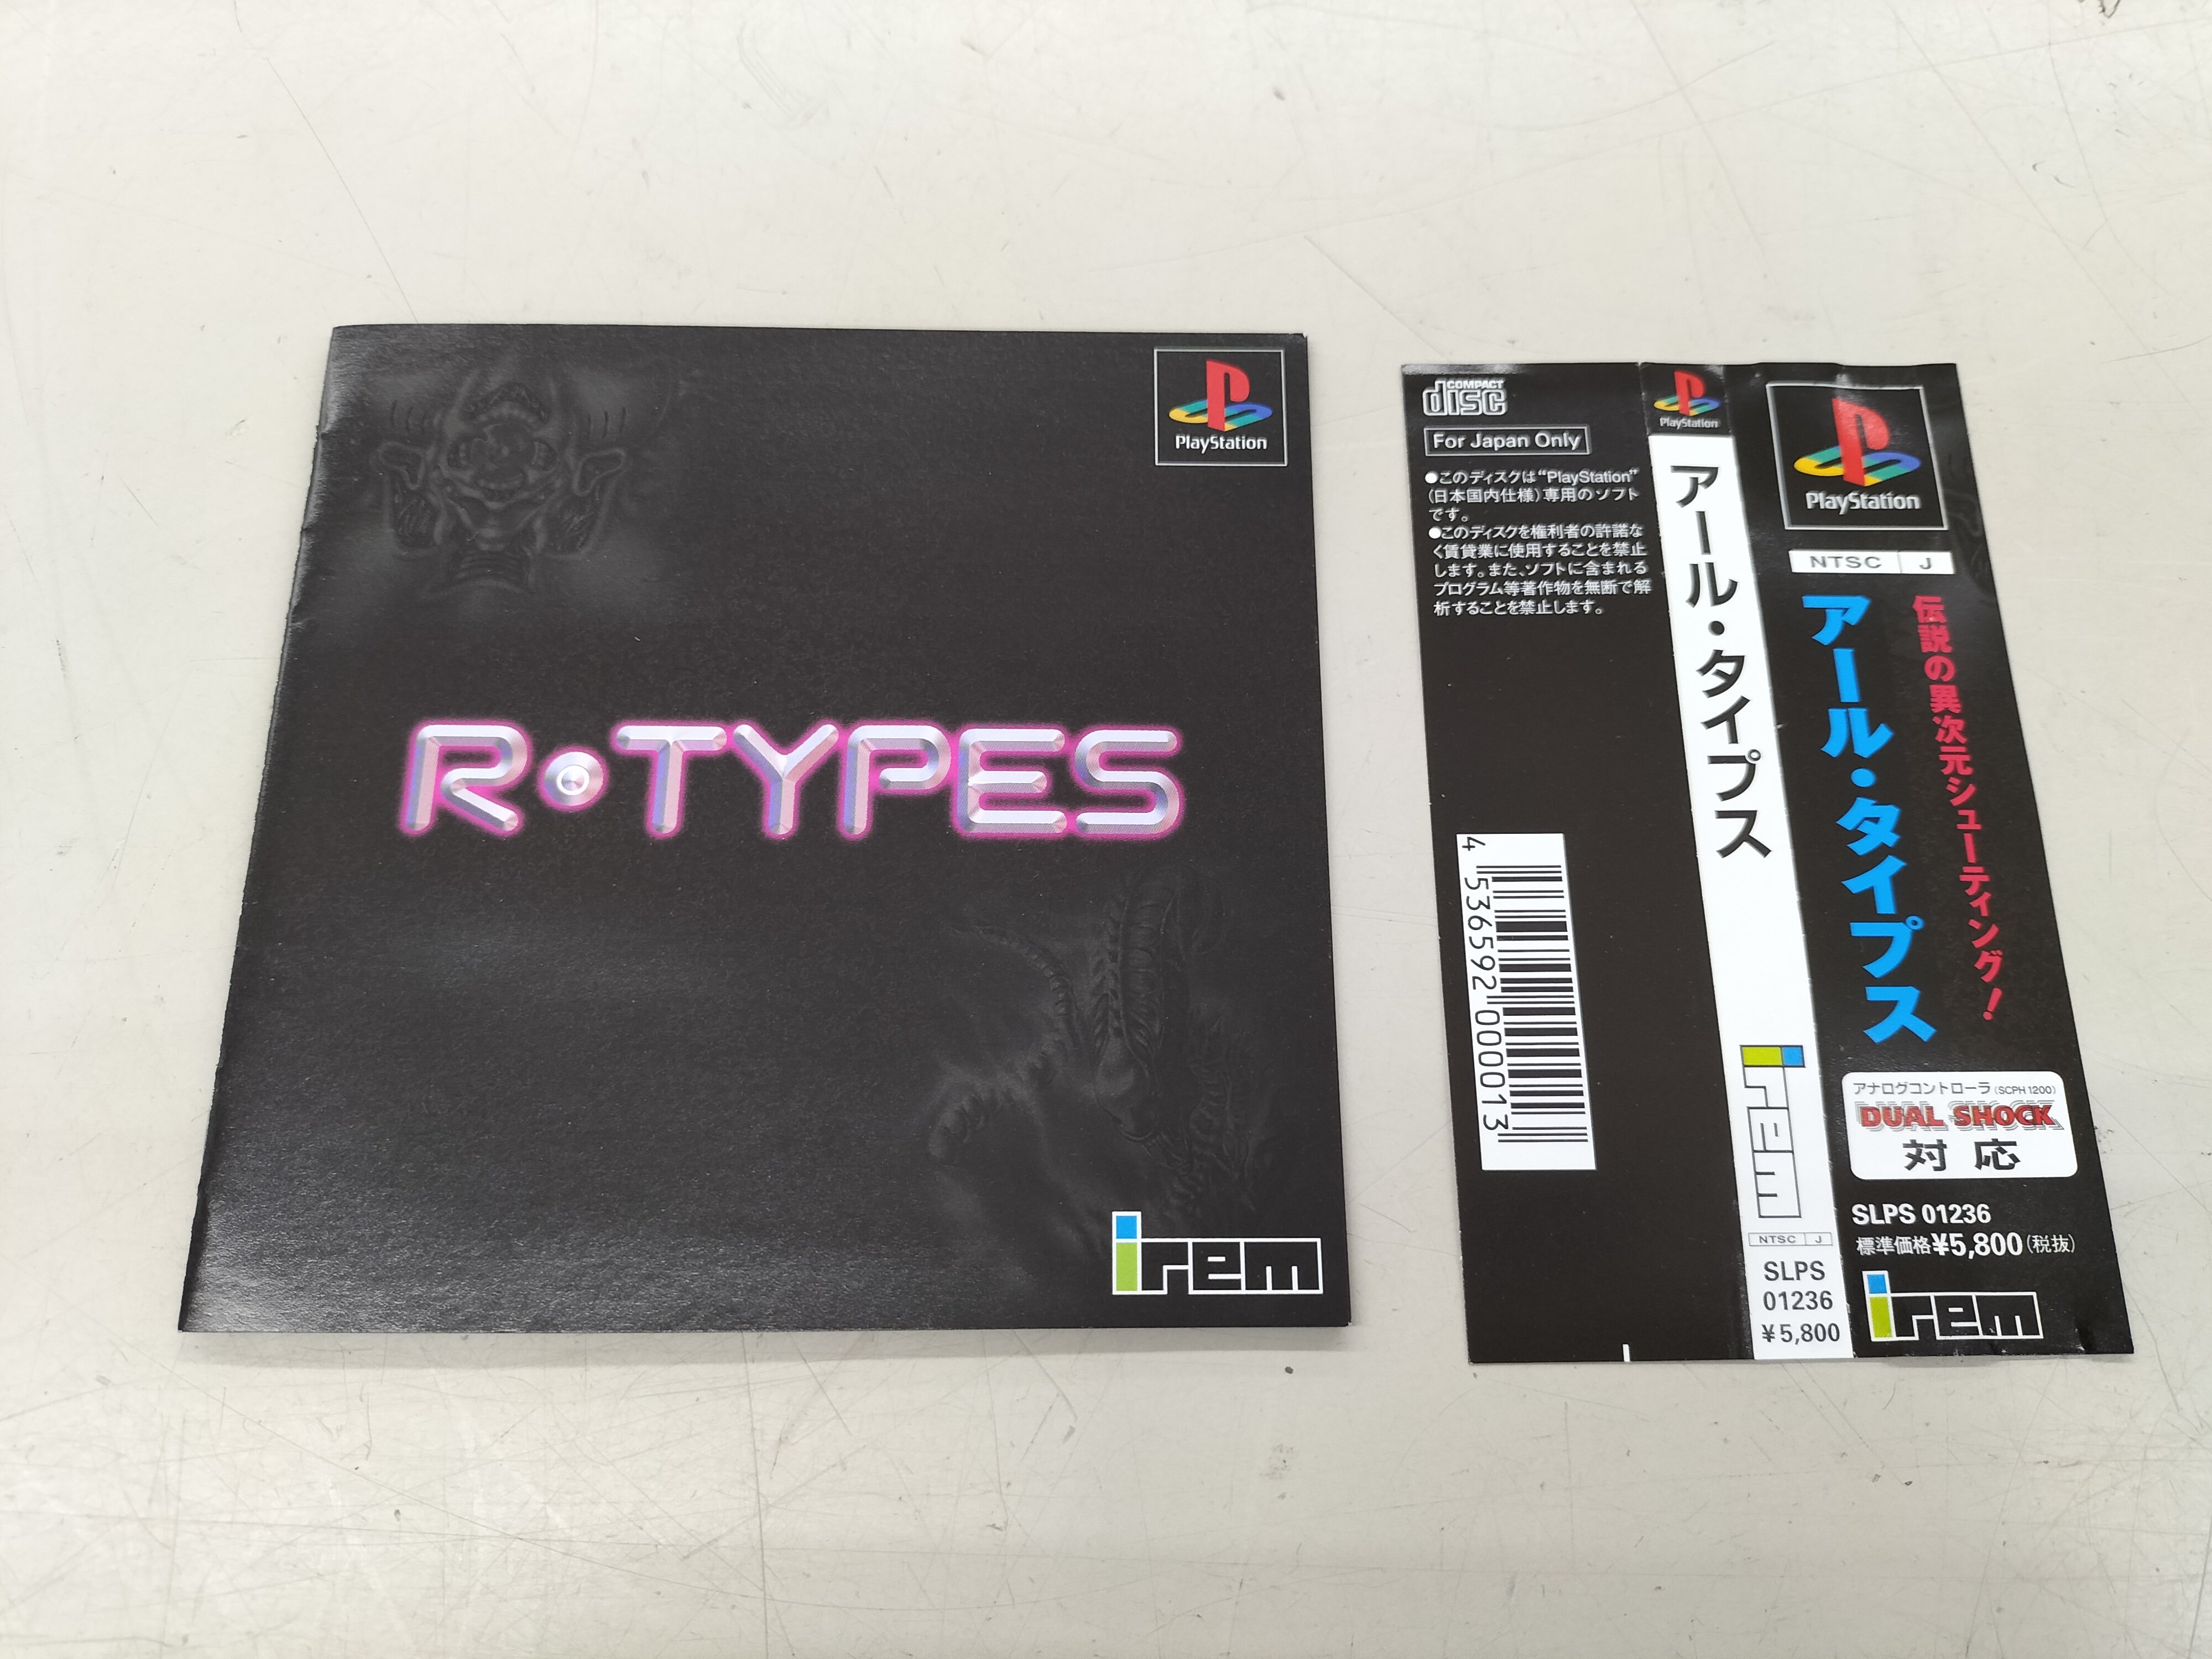 PlayStation
R•TYPES
irem
COMPACT
disc
For Japan Only
●このディスクは“PlayStation”
(日本国内仕様)専用のソフト
です。
●このディスクを権利者の許諾な
く賃貸業に使用することを禁止
します。また、ソフトに含まれる
プログラム等著作物を無断で解
析することを禁止します。
4 536592 000013
PlayStation
アール・タイプス
irem
NTSC J
SLPS
01236
¥5,800
PlayStation
NTSC J
伝説の異次元シューティング!
アール・タイプス
アナログコントローラ(SCPH1200)
DUAL SHOCK
対応
SLPS 01236
標準価格¥5,800(税抜)
irem